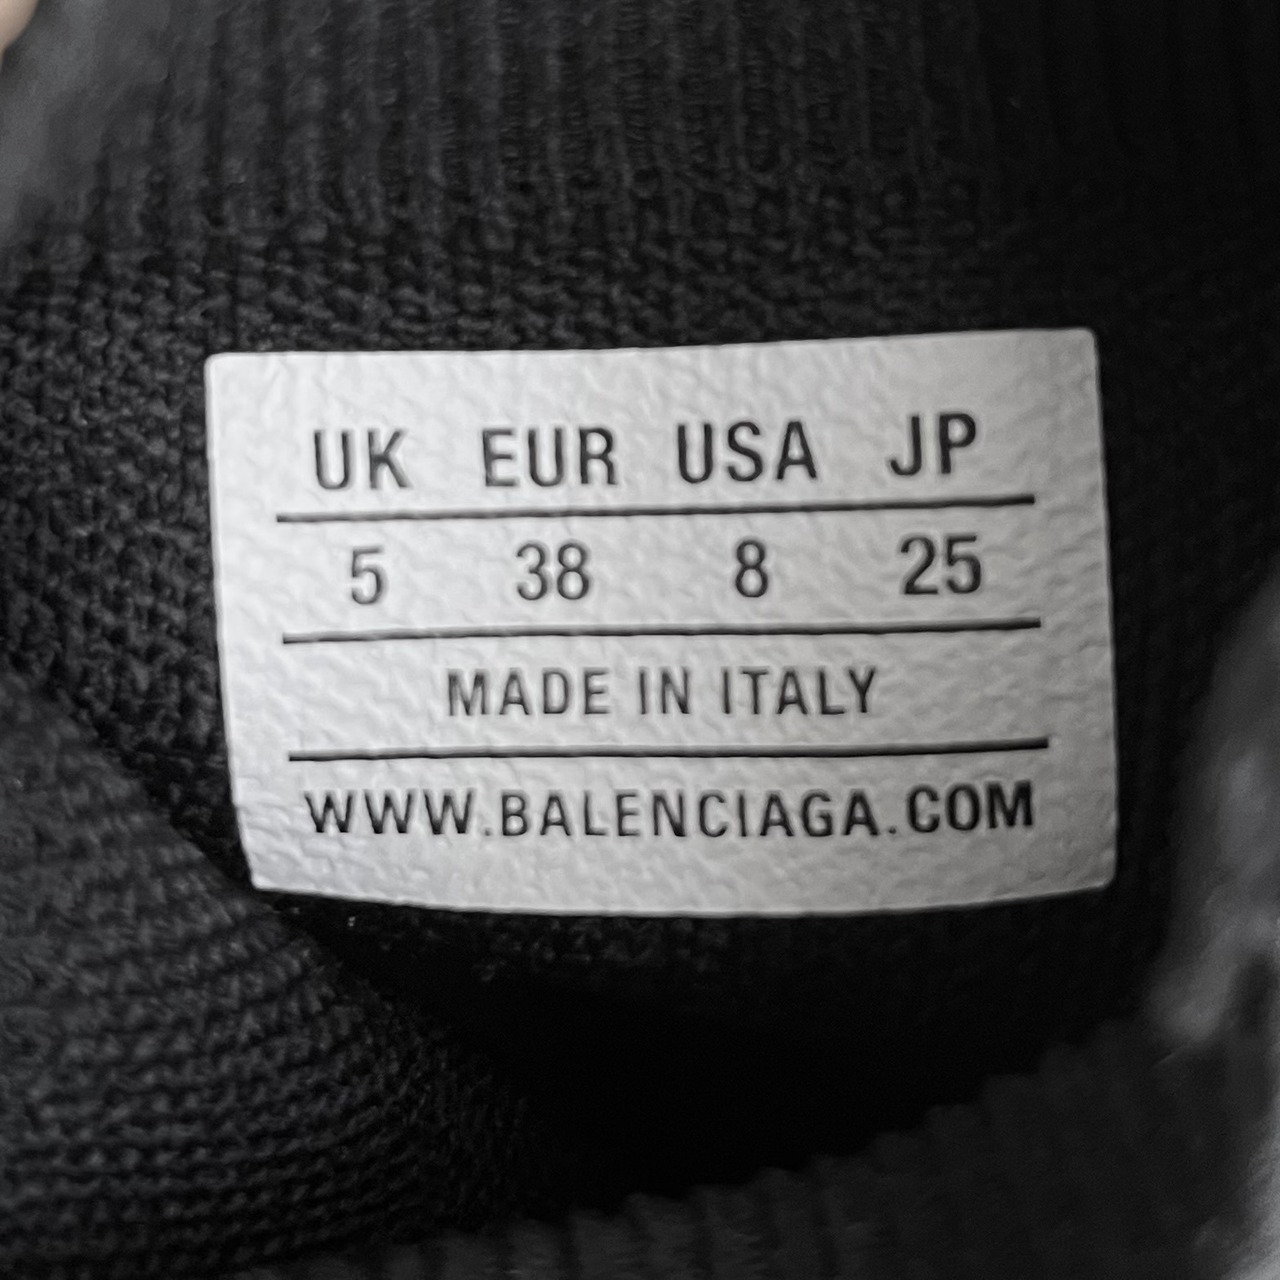 UK EUR USA JP
5 38 8 25
MADE IN ITALY
WWW.BALENCIAGA.COM